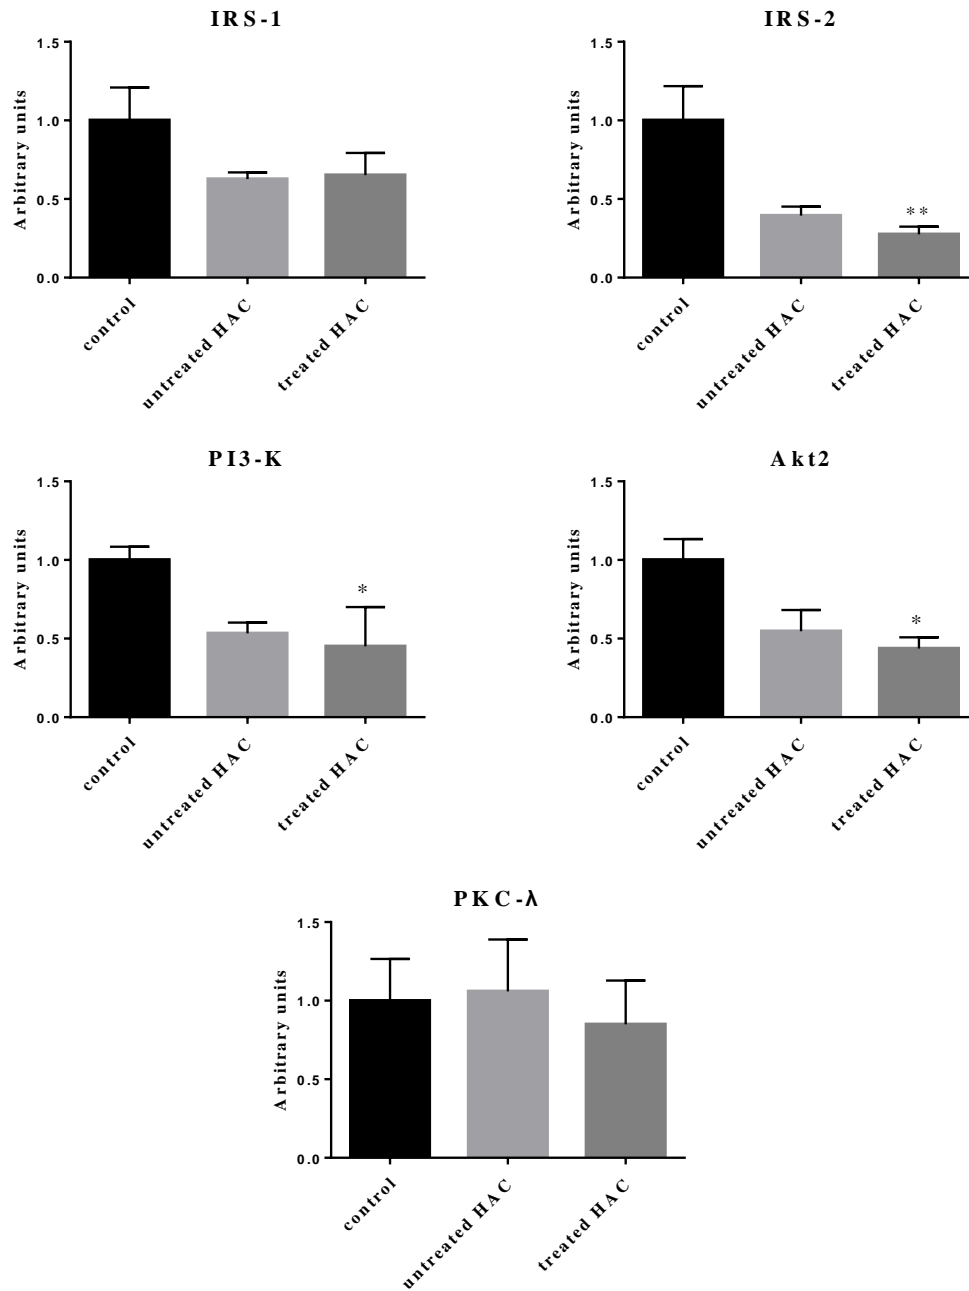 IRS-1
Arbitrary units
1.5
1.0
0.5
0.0
control
untreated HAC
treated HAC
IRS-2
Arbitrary units
1.5
1.0
0.5
0.0
**
control
untreated HAC
treated HAC
PI3-K
Arbitrary units
1.5
1.0
0.5
0.0
*
control
untreated HAC
treated HAC
Akt2
Arbitrary units
1.5
1.0
0.5
0.0
*
control
untreated HAC
treated HAC
PKC-λ
Arbitrary units
1.5
1.0
0.5
0.0
control
untreated HAC
treated HAC